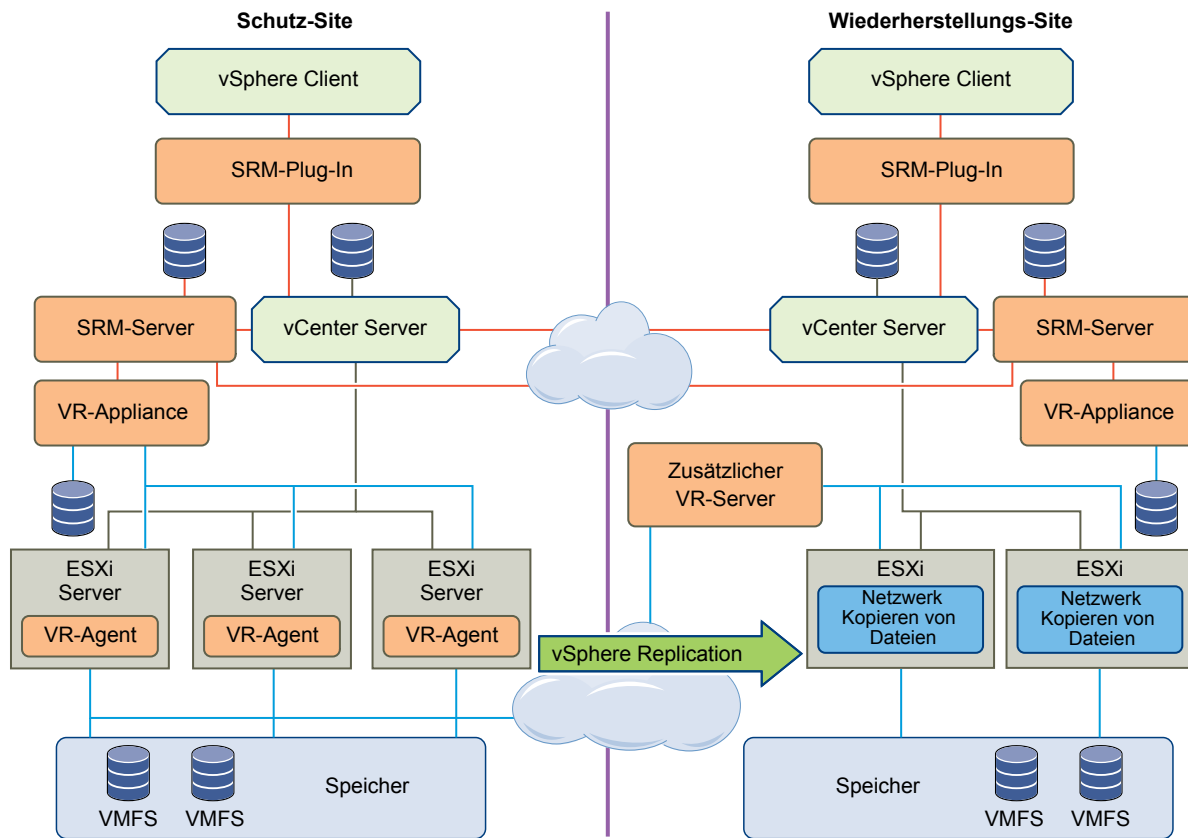 Schutz-Site
Wiederherstellungs-Site
vSphere Client
vSphere Client
SRM-Plug-In
SRM-Plug-In
SRM-Server
vCenter Server
vCenter Server
SRM-Server
VR-Appliance
VR-Appliance
Zusätzlicher
VR-Server
ESXi
Server
VR-Agent
ESXi
Server
VR-Agent
ESXi
Server
VR-Agent
vSphere Replication
ESXi
Netzwerk
Kopieren von
Dateien
ESXi
Netzwerk
Kopieren von
Dateien
Speicher
VMFS
VMFS
Speicher
VMFS
VMFS